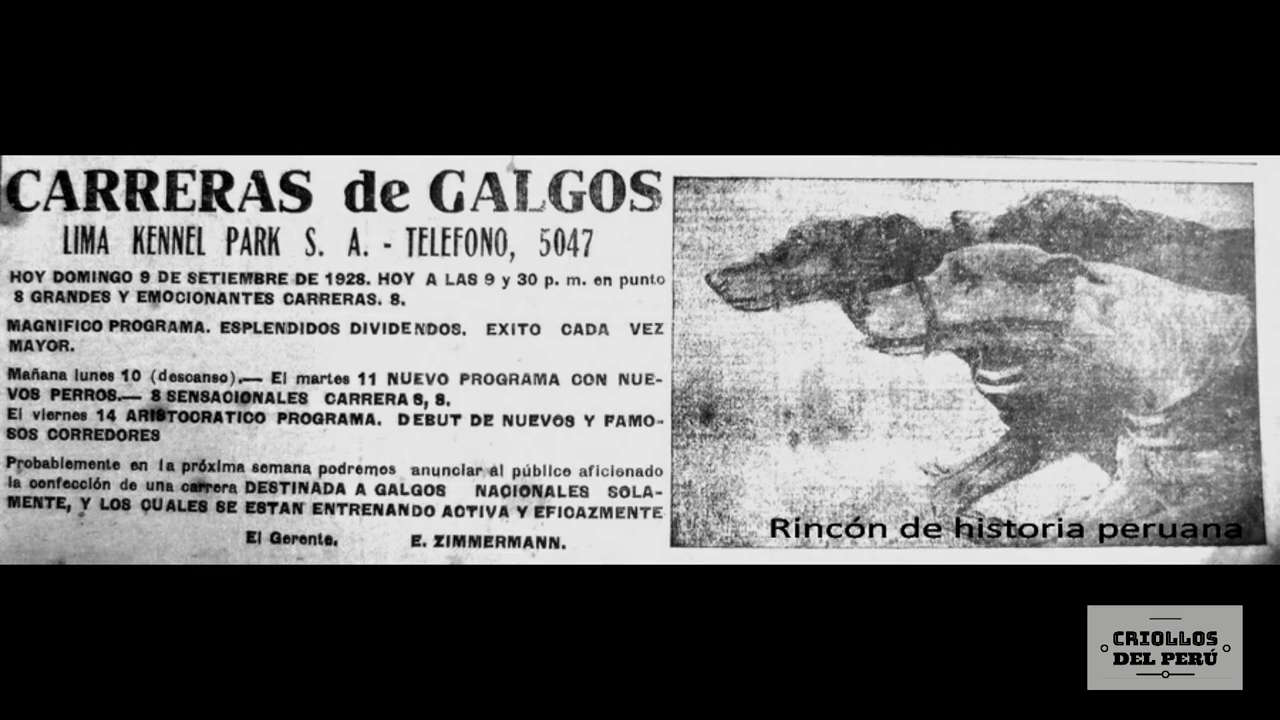 CARRERAS de GALGOS
LIMA KENNEL PARK S. A. - TELEFONO, 5047
HOY DOMINGO 9 DE SETIEMBRE DE 1928. HOY A LAS 9 y 30 p. m. en punto
8 GRANDES Y EMOCIONANTES CARRERAS. 8.
MAGNIFICO PROGRAMA. ESPLENDIDOS DIVIDENDOS. EXITO CADA VEZ
MAYOR.
Mañana lunes 10 (descanso).— El martes 11 NUEVO PROGRAMA CON NUE-
VOS PERROS.— 8 SENSACIONALES CARRERAS, 8.
El viernes 14 ARISTOCRATICO PROGRAMA. DEBUT DE NUEVOS Y FAMO-
SOS CORREDORES
Probablemente en la próxima semana podremos anunciar al público aficionado
la confección de una carrera DESTINADA A GALGOS NACIONALES SOLA-
MENTE, Y LOS CUALES SE ESTAN ENTRENANDO ACTIVA Y EFICAZMENTE
El Gerente. E. ZIMMERMANN.
Rincón de historia peruana
CRIOLLOS
DEL PERÚ